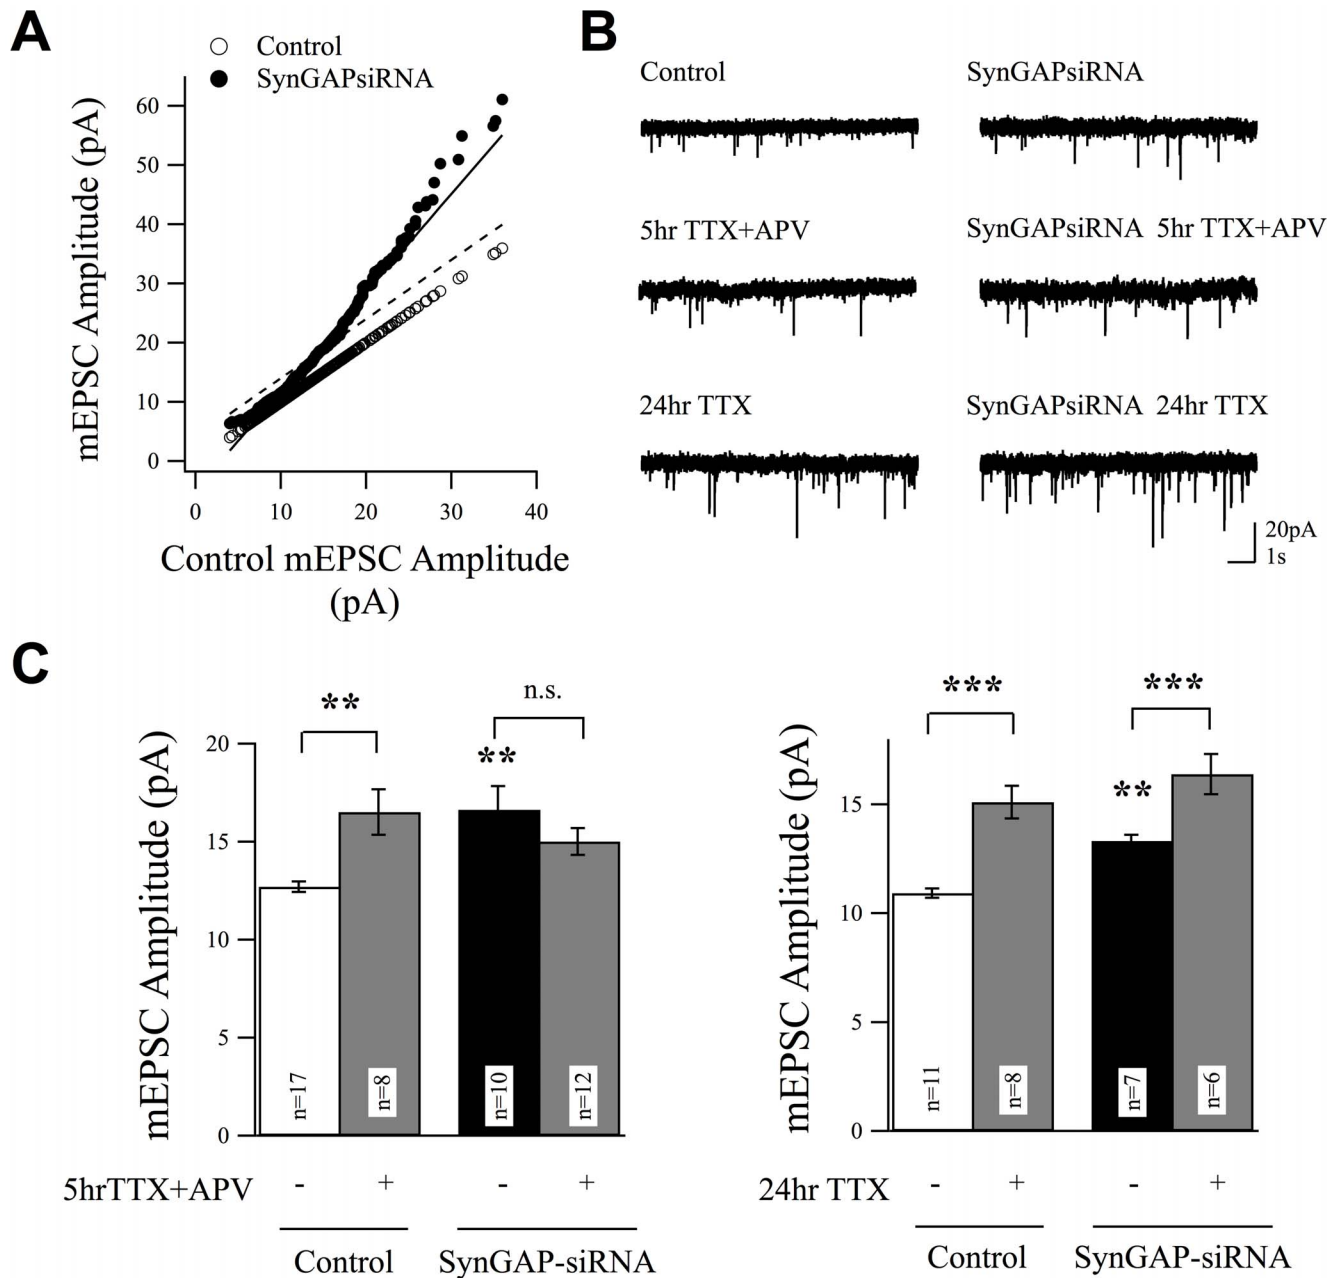 A
Control
SynGAPsiRNA
mEPSC Amplitude (pA)
60
50
40
30
20
10
0
0 10 20 30 40
Control mEPSC Amplitude
(pA)
B
Control SynGAPsiRNA
5hr TTX+APV SynGAPsiRNA 5hr TTX+APV
24hr TTX SynGAPsiRNA 24hr TTX
20pA
1s
C
mEPSC Amplitude (pA)
20
15
10
5
0
** n.s.
**
n=17 n=8 n=10 n=12
5hrTTX+APV - + - +
Control SynGAP-siRNA
mEPSC Amplitude (pA)
15
10
5
0
*** ***
**
n=11 n=8 n=7 n=6
24hr TTX - + - +
Control SynGAP-siRNA